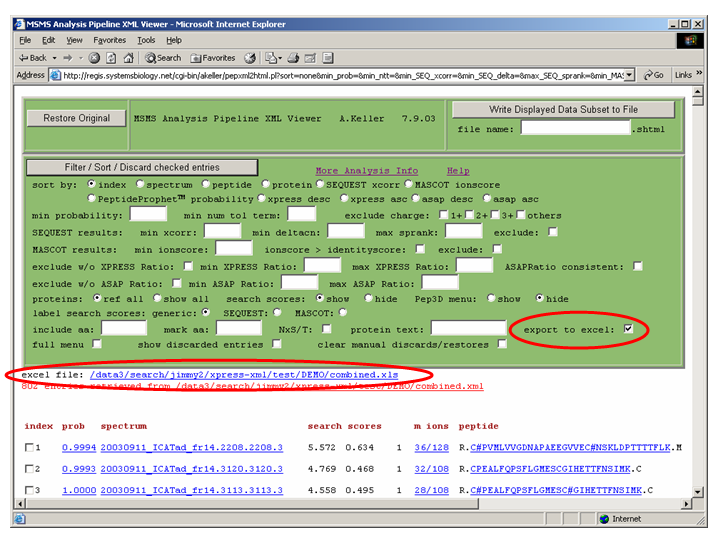 MSMS Analysis Pipeline XML Viewer - Microsoft Internet Explorer
File Edit View Favorites Tools Help
Back Search Favorites
Address http://regis.systemsbiology.net/cgi-bin/akeller/pepxml2html.pl?sort=none&min_prob=&min_ntt=&min_SEQ_xcorr=&min_SEQ_delta=&max_SEQ_sprank=&min_MAS Go Links »
Restore Original MSMS Analysis Pipeline XML Viewer A.Keller 7.9.03 Write Displayed Data Subset to File
file name: .shtml
Filter / Sort / Discard checked entries More Analysis Info Help
sort by: index spectrum peptide protein SEQUEST xcorr MASCOT ionscore
PeptideProphet™ probability xpress desc xpress asc asap desc asap asc
min probability: min num tol term: exclude charge: 1+ 2+ 3+ others
SEQUEST results: min xcorr: min deltacn: max sprank: exclude:
MASCOT results: min ionscore: ionscore > identityscore: exclude:
exclude w/o XPRESS Ratio: min XPRESS Ratio: max XPRESS Ratio: ASAPRatio consistent:
exclude w/o ASAP Ratio: min ASAP Ratio: max ASAP Ratio:
proteins: ref all show all search scores: show hide Pep3D menu: show hide
label search scores: generic: SEQUEST: MASCOT:
include aa: mark aa: NxS/T: protein text: export to excel:
full menu show discarded entries clear manual discards/restores
excel file: /data3/search/jimmy2/xpress-xml/test/DEMO/combined.xls
802 entries retrieved from /data3/search/jimmy2/xpress-xml/test/DEMO/combined.xml
index prob spectrum search scores m ions peptide
1 0.9994 20030911_ICATad_fr14.2208.2208.3 5.572 0.634 1 36/128 R.C#PVMLVVGDNAPAEEGVVEC#NSKLDPTTTTFLK.M
2 0.9993 20030911_ICATad_fr14.3120.3120.3 4.769 0.468 1 32/108 R.CPEALFQPSFLGMESCGIHETTFNSIMK.C
3 1.0000 20030911_ICATad_fr14.3113.3113.3 4.558 0.495 1 28/108 R.C#PEALFQPSFLGMESC#GIHETTFNSIMK.C
Internet